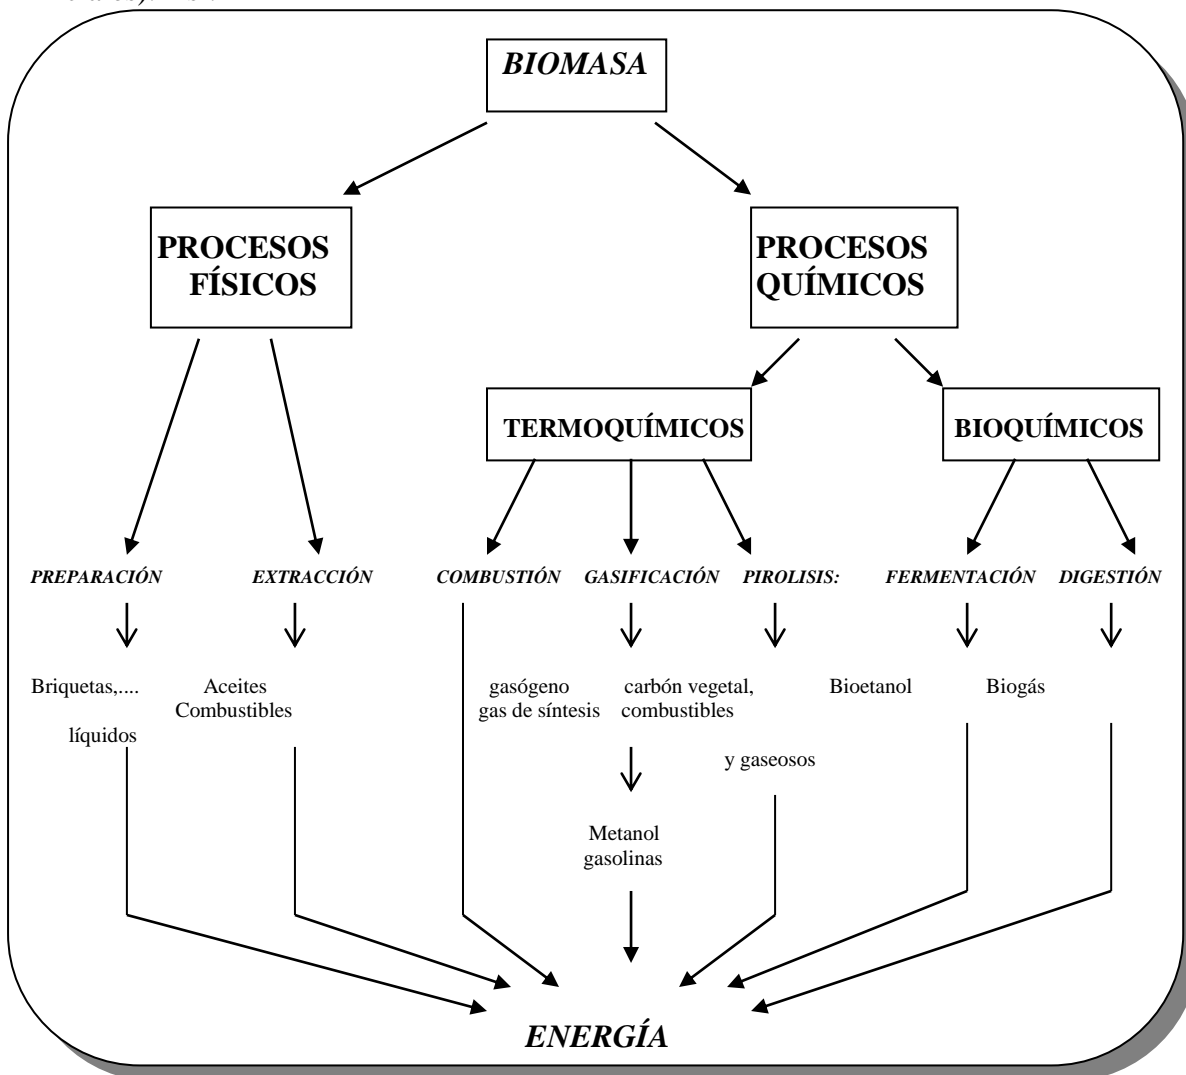 BIOMASA
PROCESOS
FÍSICOS
PROCESOS
QUÍMICOS
TERMOQUÍMICOS
BIOQUÍMICOS
PREPARACIÓN
EXTRACCIÓN
COMBUSTIÓN
GASIFICACIÓN
PIROLISIS:
FERMENTACIÓN
DIGESTIÓN
Briquetas,....
Aceites
gasógeno
carbón vegetal,
Bioetanol
Biogás
Combustibles
gas de síntesis
combustibles
líquidos
y gaseosos
Metanol
gasolinas
ENERGÍA